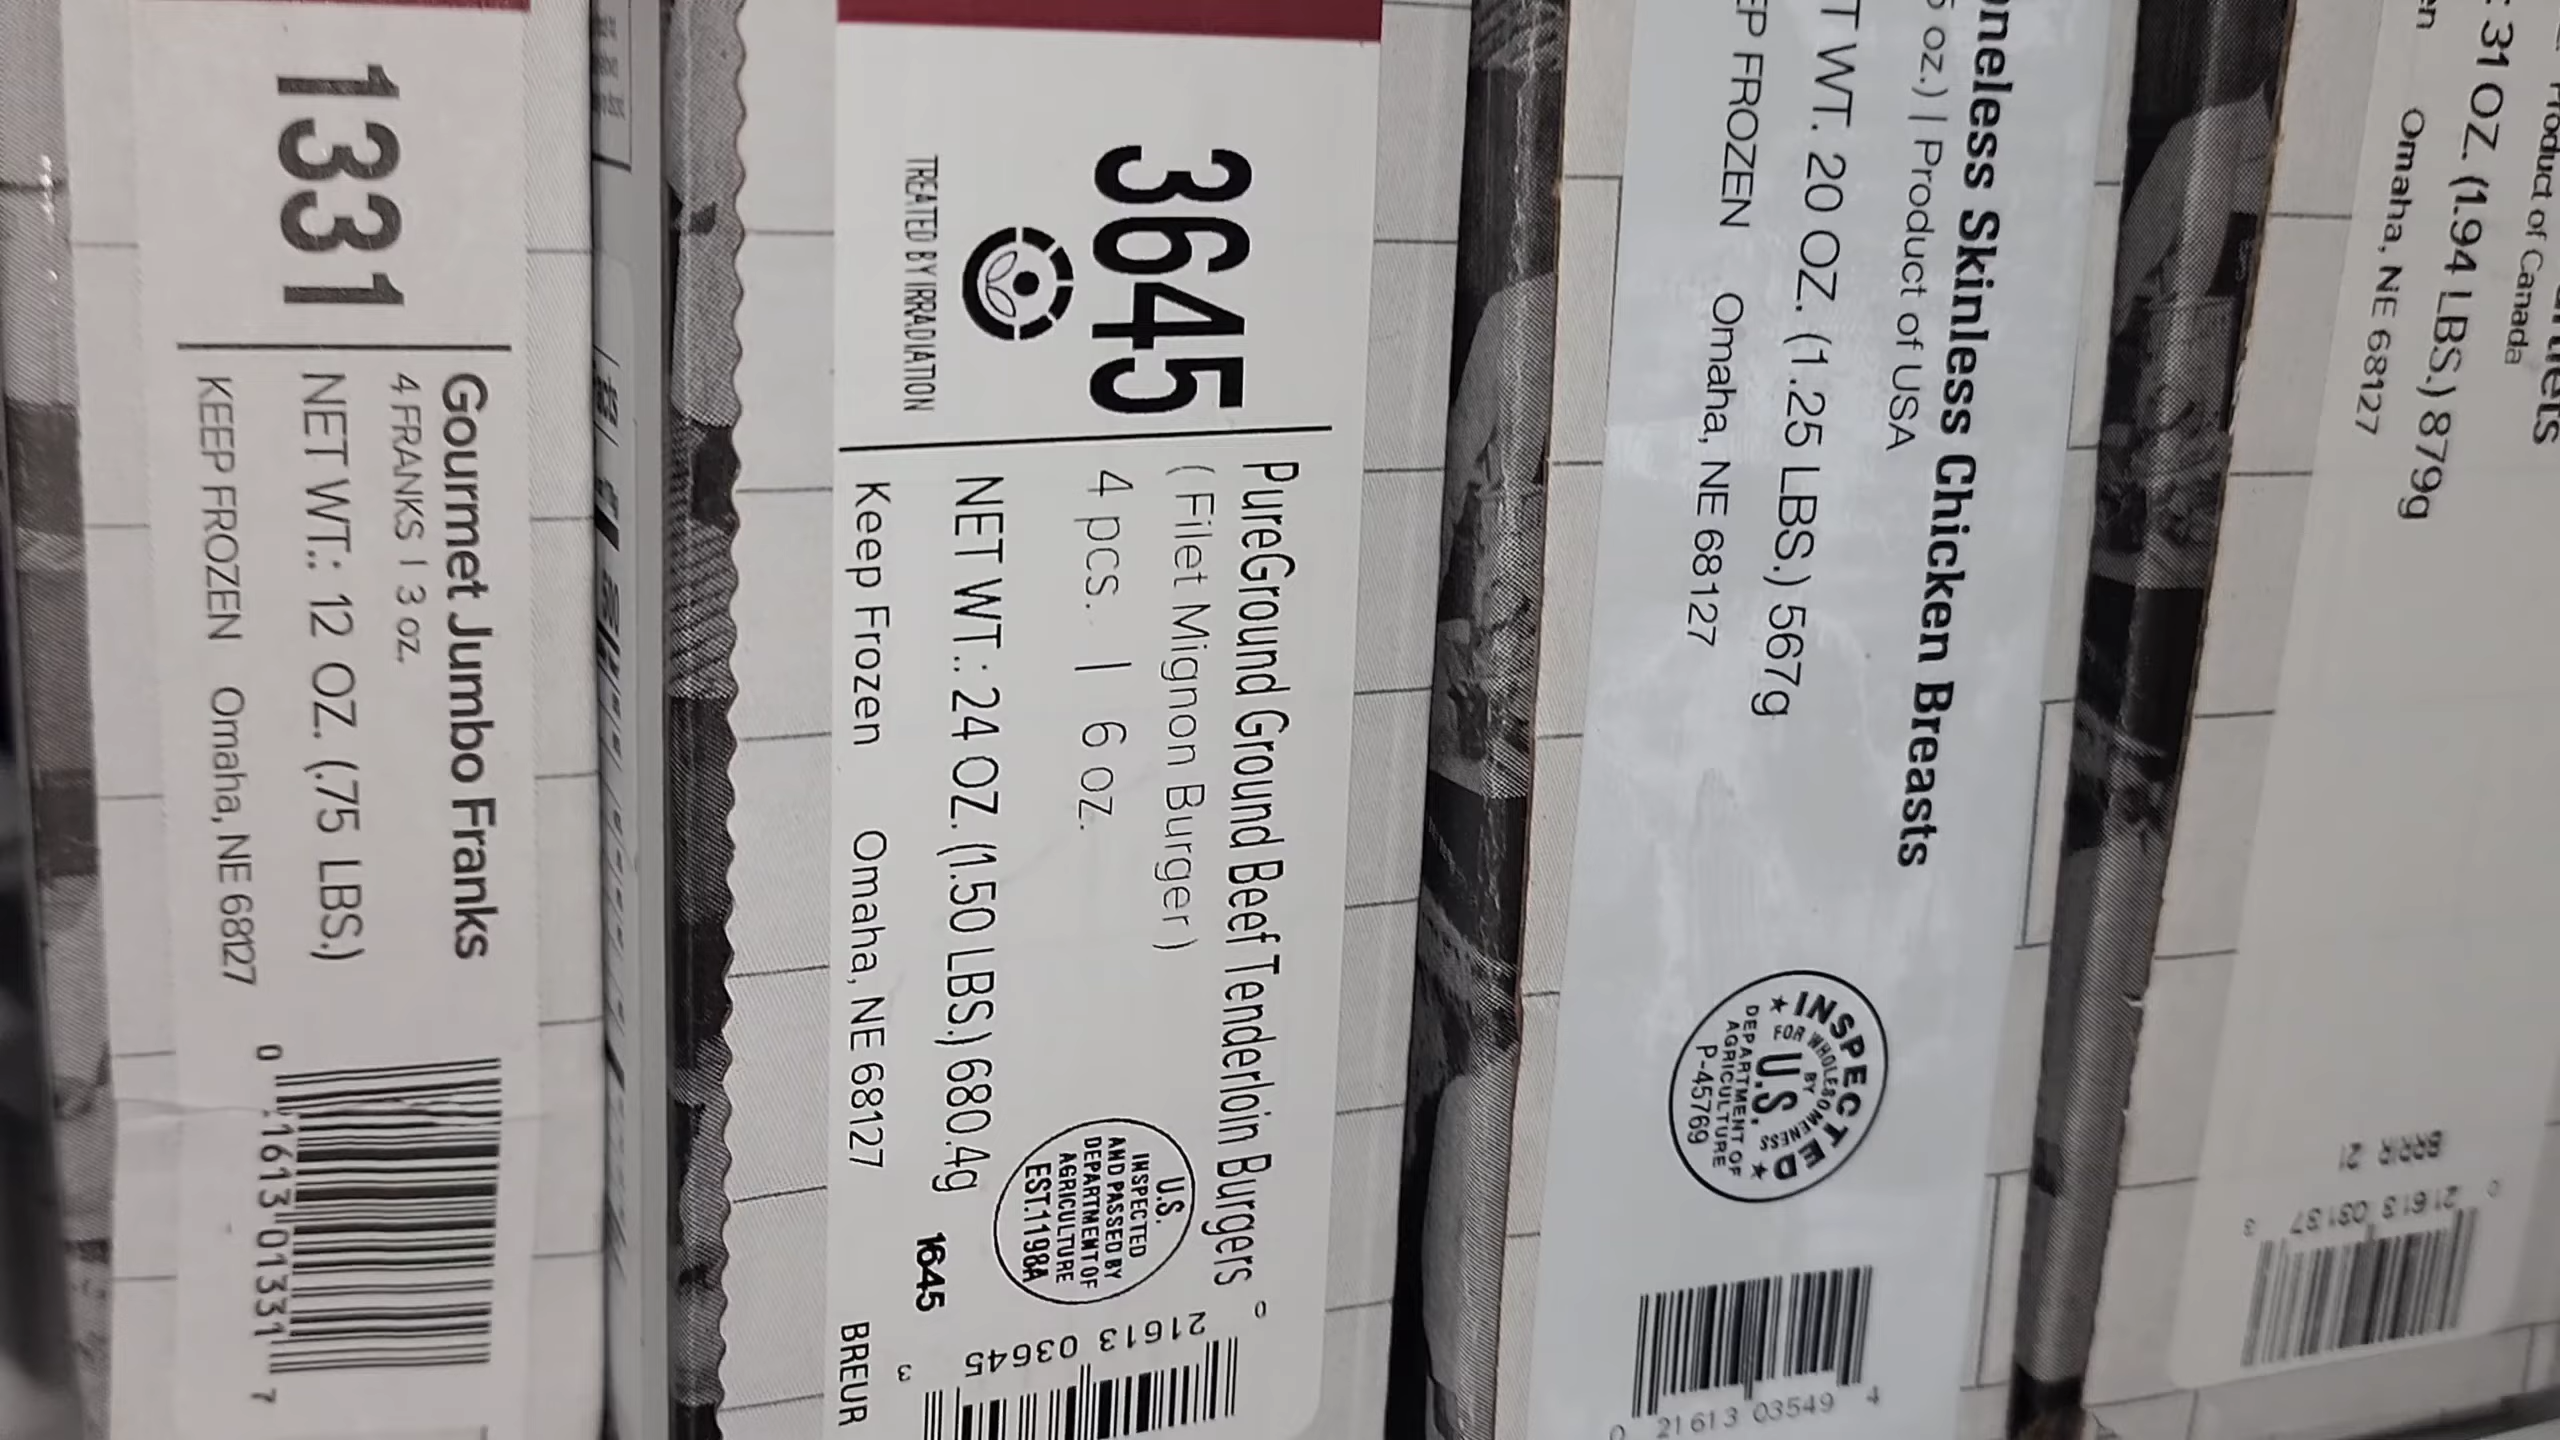 1331
Gourmet Jumbo Franks
4 FRANKS | 3 oz.
NET WT.: 12 OZ. (.75 LBS.)
KEEP FROZEN Omaha, NE 68127
0 21613 01331 7
3645
TREATED BY IRRADIATION
PureGround Ground Beef Tenderloin Burgers
( Filet Mignon Burger )
4 pcs. | 6 oz.
NET WT.: 24 OZ. (1.50 LBS.) 680.4g
Keep Frozen Omaha, NE 68127
U.S.
INSPECTED
AND PASSED BY
DEPARTMENT OF
AGRICULTURE
EST.1198A
1645
BREUR
0 21613 03645 3
neless Skinless Chicken Breasts
oz.) | Product of USA
T WT. 20 OZ. (1.25 LBS.) 567g
EP FROZEN Omaha, NE 68127
INSPECTED
FOR WHOLESOMENESS
BY
U.S.
DEPARTMENT OF
AGRICULTURE
P-45769
0 21613 03549 4
Product of Canada
31 OZ. (1.94 LBS.) 879g
en Omaha, NE 68127
0 21613 03137 3